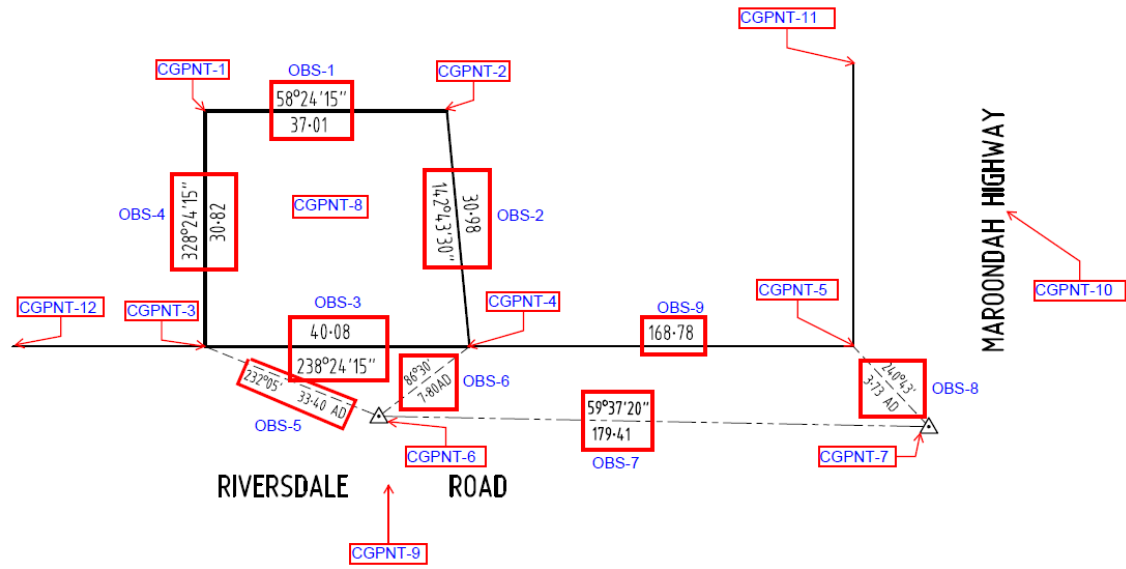 CGPNT-11
CGPNT-1
OBS-1
CGPNT-2
58°24'15"
37·01
OBS-4
328°24'15"
30·82
CGPNT-8
30·98
142°43'30"
OBS-2
MAROONDAH HIGHWAY
CGPNT-10
CGPNT-12
CGPNT-3
OBS-3
CGPNT-4
OBS-9
CGPNT-5
40·08
238°24'15"
168·78
232°05'
33·40 AD
OBS-5
86°30'
7·80AD
OBS-6
240°43'
3·73 AD
OBS-8
59°37'20"
179·41
OBS-7
CGPNT-6
CGPNT-7
RIVERSDALE ROAD
CGPNT-9